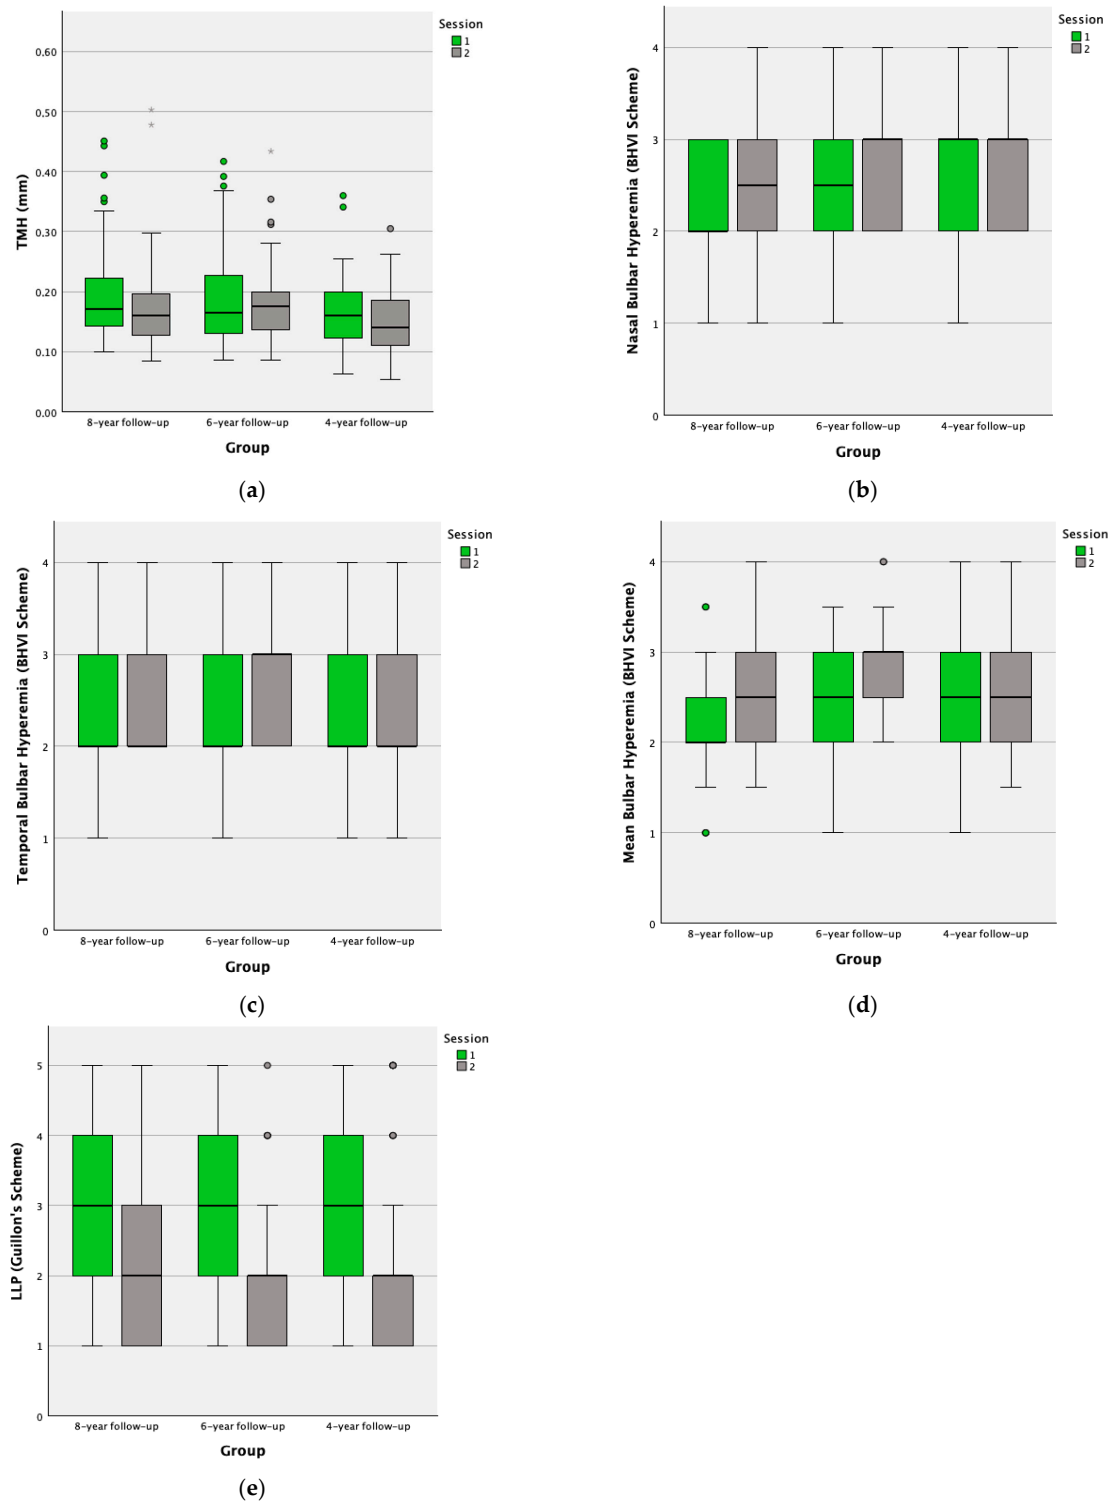 Session
1
2
0.60
0.50
0.40
0.30
0.20
0.10
0.00
TMH (mm)
8-year follow-up
6-year follow-up
4-year follow-up
Group
(a)
Session
1
2
4
3
2
1
0
Nasal Bulbar Hyperemia (BHVI Scheme)
8-year follow-up
6-year follow-up
4-year follow-up
Group
(b)
Session
1
2
4
3
2
1
0
Temporal Bulbar Hyperemia (BHVI Scheme)
8-year follow-up
6-year follow-up
4-year follow-up
Group
(c)
Session
1
2
4
3
2
1
0
Mean Bulbar Hyperemia (BHVI Scheme)
8-year follow-up
6-year follow-up
4-year follow-up
Group
(d)
Session
1
2
5
4
3
2
1
0
LLP (Guillon's Scheme)
8-year follow-up
6-year follow-up
4-year follow-up
Group
(e)